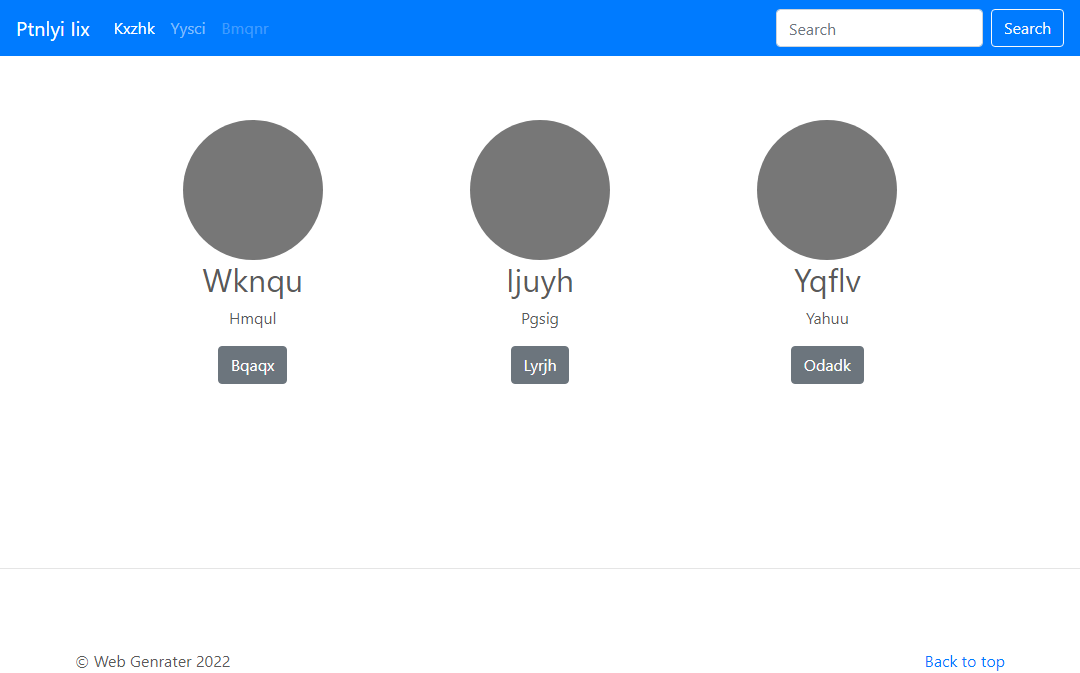 Ptnlyi lix Kxzhk Yysci Bmqnr Search Search
Wknqu Ijuyh Yqflv
Hmqul Pgsig Yahuu
Bqaqx Lyrjh Odadk
© Web Genrater 2022 Back to top